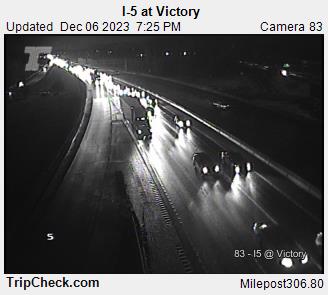 I-5 at Victory
Updated Dec 06 2023 7:25 PM Camera 83
T
S
83 - I5 @ Victory
TripCheck.com Milepost306.80